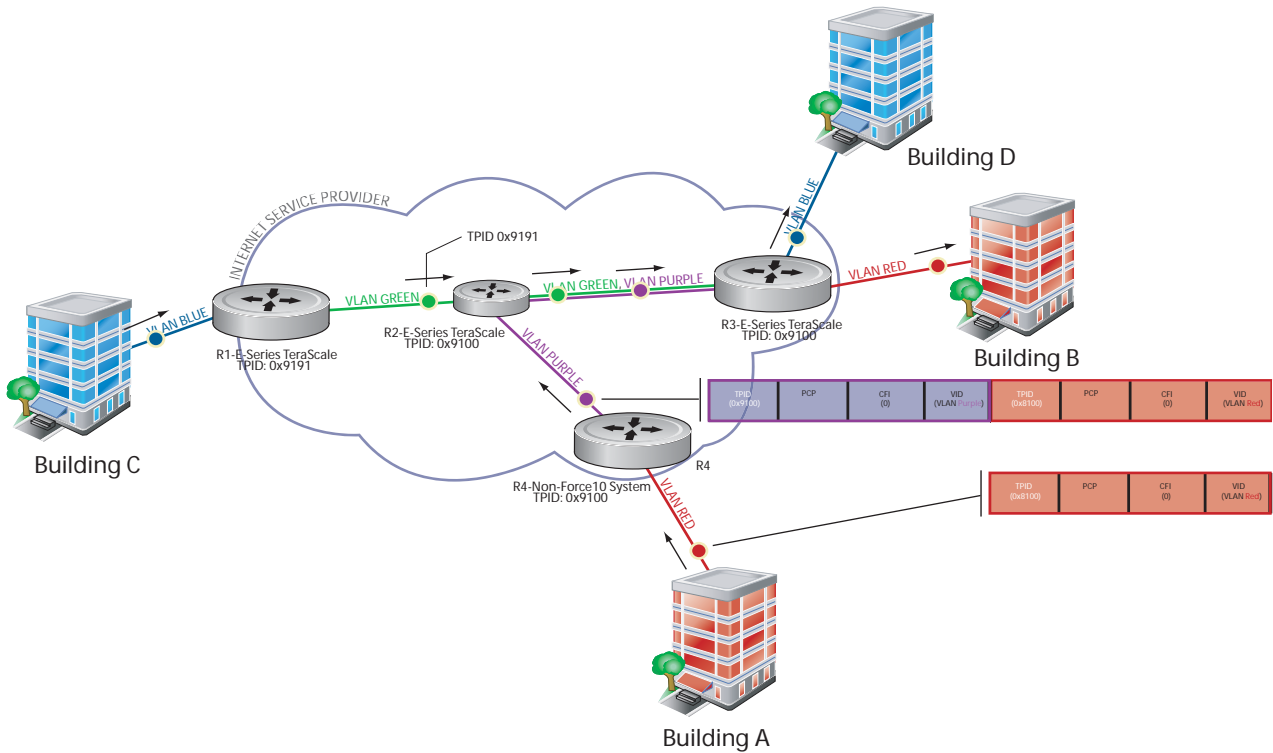 Building D
VLAN BLUE
INTERNET SERVICE PROVIDER
TPID 0x9191
VLAN RED
Building B
VLAN GREEN
VLAN GREEN, VLAN PURPLE
VLAN BLUE
R1-E-Series TeraScale
TPID: 0x9191
R2-E-Series TeraScale
TPID: 0x9100
R3-E-Series TeraScale
TPID: 0x9100
Building C
VLAN PURPLE
TPID
(0x9100)
PCP
CFI
(0)
VID
(VLAN Purple)
TPID
(0x8100)
PCP
CFI
(0)
VID
(VLAN Red)
R4
R4-Non-Force10 System
TPID: 0x9100
VLAN RED
TPID
(0x8100)
PCP
CFI
(0)
VID
(VLAN Red)
Building A